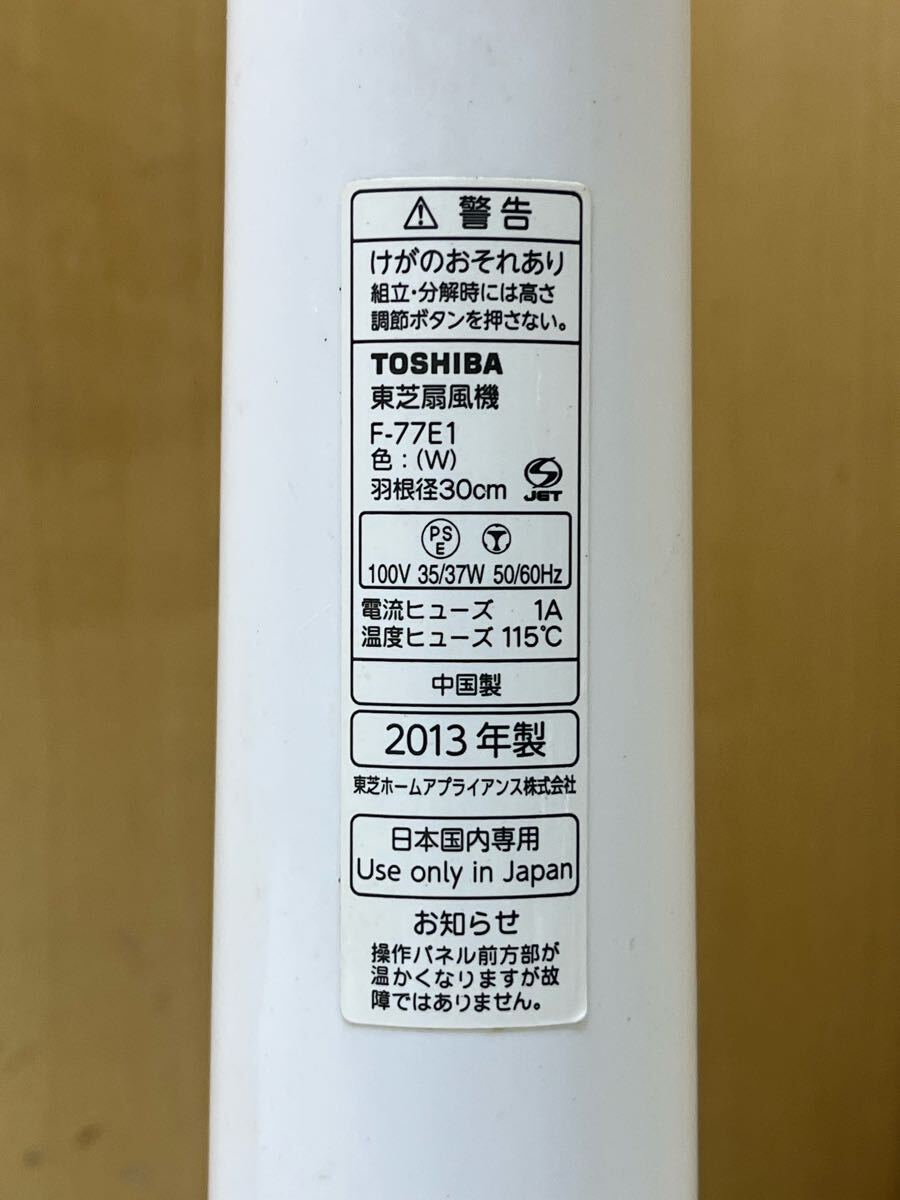 ⚠ 警告
けがのおそれあり
組立・分解時には高さ
調節ボタンを押さない。
TOSHIBA
東芝扇風機
F-77E1
色：(W)
羽根径30cm
JET
PS
E
T
100V 35/37W 50/60Hz
電流ヒューズ 1A
温度ヒューズ 115℃
中国製
2013 年製
東芝ホームアプライアンス株式会社
日本国内専用
Use only in Japan
お知らせ
操作パネル前方部が
温かくなりますが故
障ではありません。